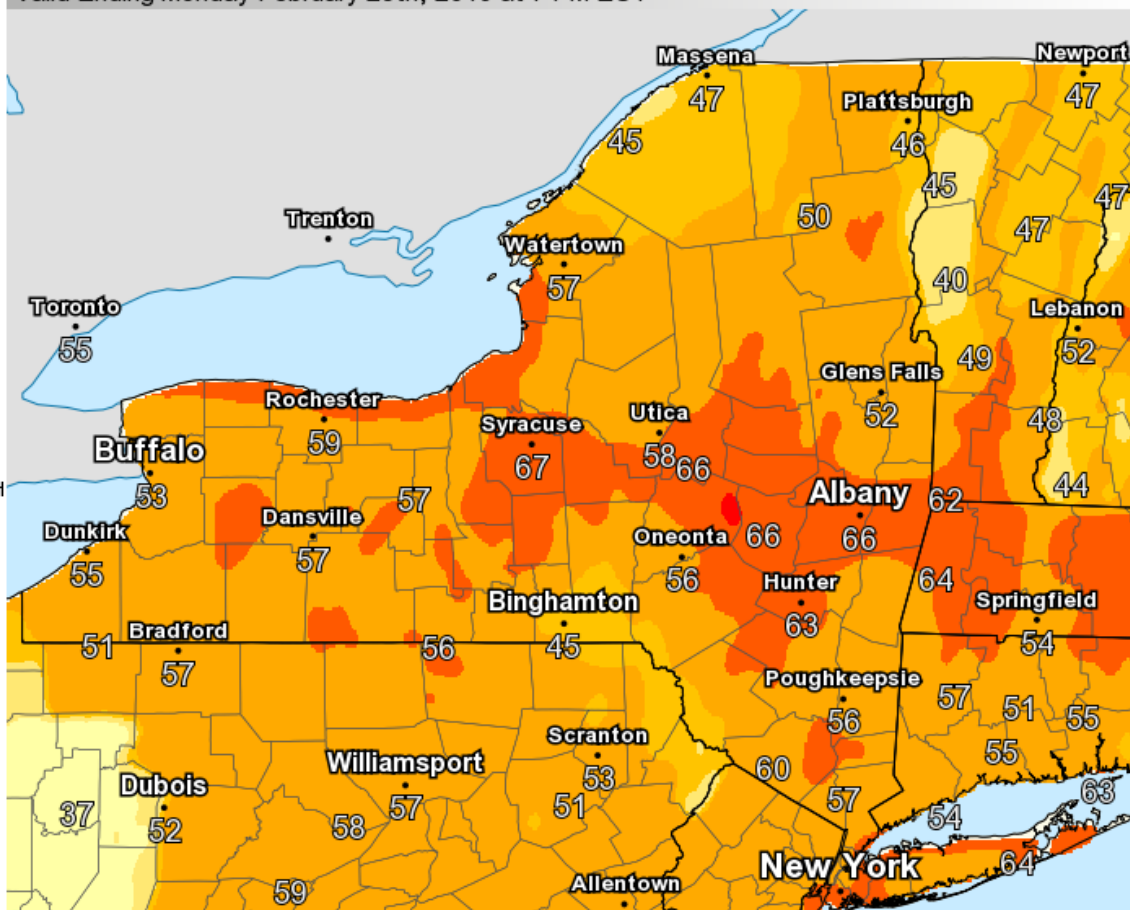 Massena
47
Newport
47
Plattsburgh
46
45
45
47
Trenton
50
47
Watertown
57
40
Toronto
55
Lebanon
52
49
Glens Falls
52
Rochester
59
Syracuse
67
Utica
58
66
48
Buffalo
53
57
44
Albany
66
62
H
Dunkirk
55
Dansville
57
Oneonta
56
66
Hunter
63
64
Springfield
54
Binghamton
45
Bradford
57
51
56
Poughkeepsie
56
57
51
55
55
Scranton
53
51
60
57
Williamsport
57
58
Dubois
52
37
63
54
New York
64
59
Allentown